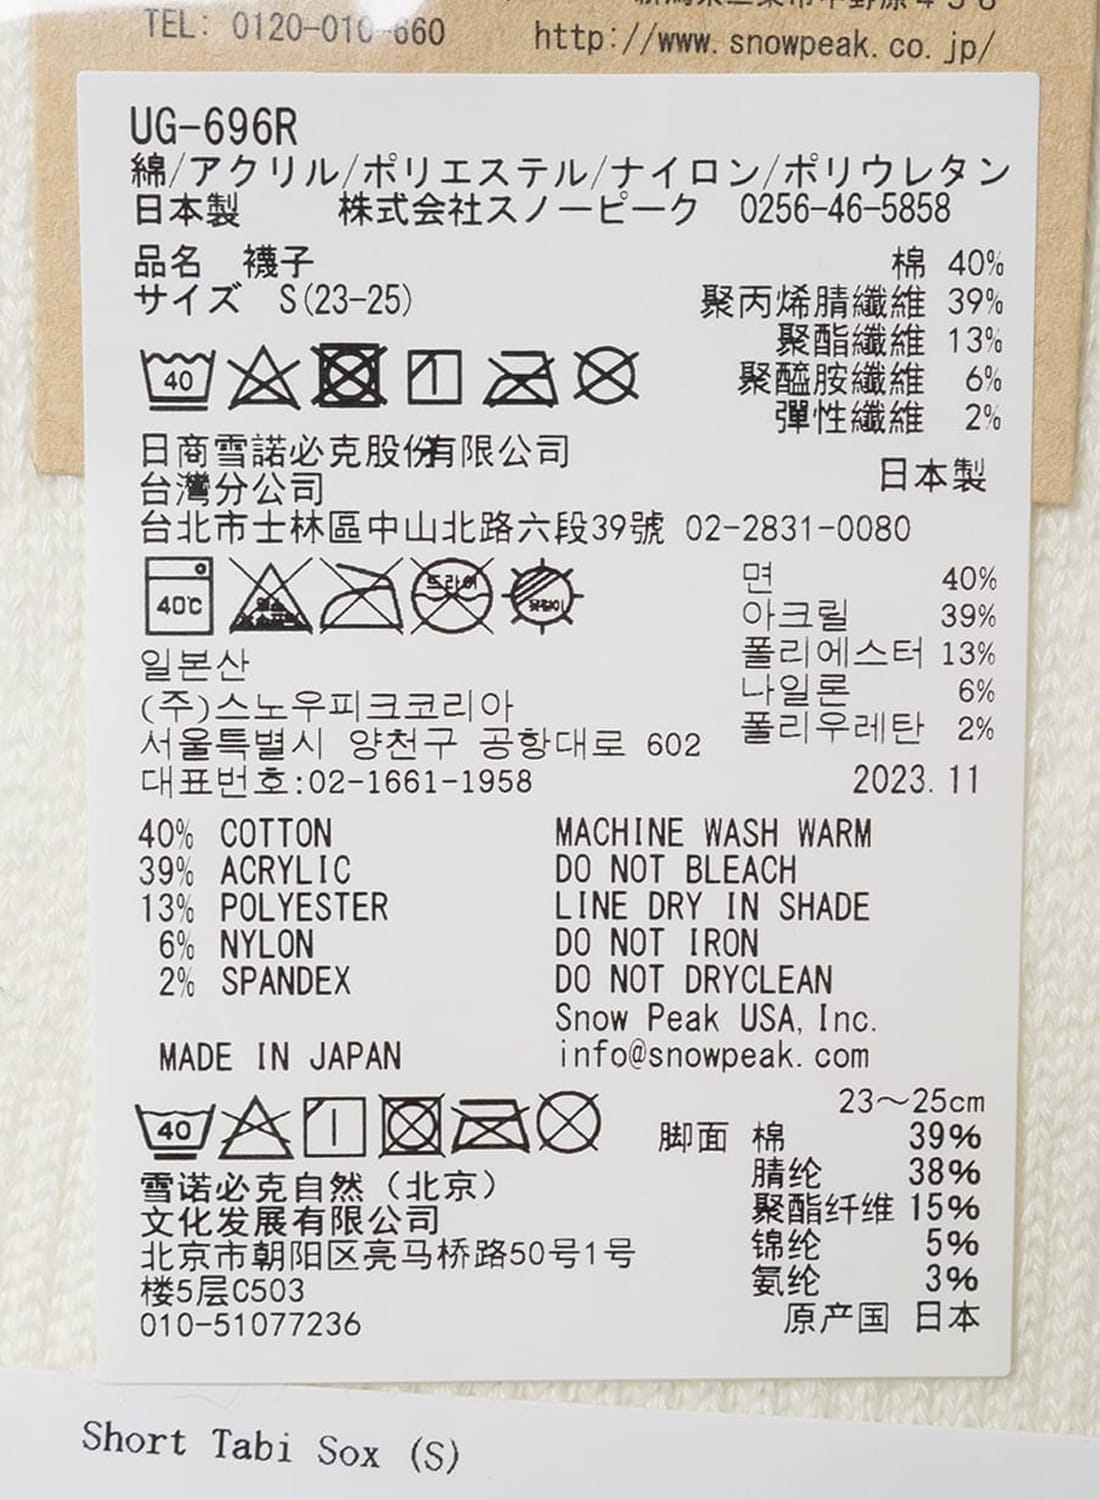 TEL: 0120-010-660
http://www.snowpeak.co.jp/
UG-696R
綿/アクリル/ポリエステル/ナイロン/ポリウレタン
日本製 株式会社スノーピーク 0256-46-5858
品名 襪子
サイズ S(23-25)
棉 40%
聚丙烯腈纖維 39%
聚酯纖維 13%
聚醯胺纖維 6%
彈性纖維 2%
40
日商雪諾必克股份有限公司
台灣分公司
日本製
台北市士林區中山北路六段39號 02-2831-0080
40℃
드라이
일본산
(주)스노우피크코리아
서울특별시 양천구 공항대로 602
대표번호:02-1661-1958
면 40%
아크릴 39%
폴리에스터 13%
나일론 6%
폴리우레탄 2%
2023.11
40% COTTON
39% ACRYLIC
13% POLYESTER
6% NYLON
2% SPANDEX
MADE IN JAPAN
MACHINE WASH WARM
DO NOT BLEACH
LINE DRY IN SHADE
DO NOT IRON
DO NOT DRYCLEAN
Snow Peak USA, Inc.
info@snowpeak.com
40
雪诺必克自然（北京）
文化发展有限公司
北京市朝阳区亮马桥路50号1号
楼5层C503
010-51077236
23～25cm
脚面 棉 39%
腈纶 38%
聚酯纤维 15%
锦纶 5%
氨纶 3%
原产国 日本
Short Tabi Sox (S)